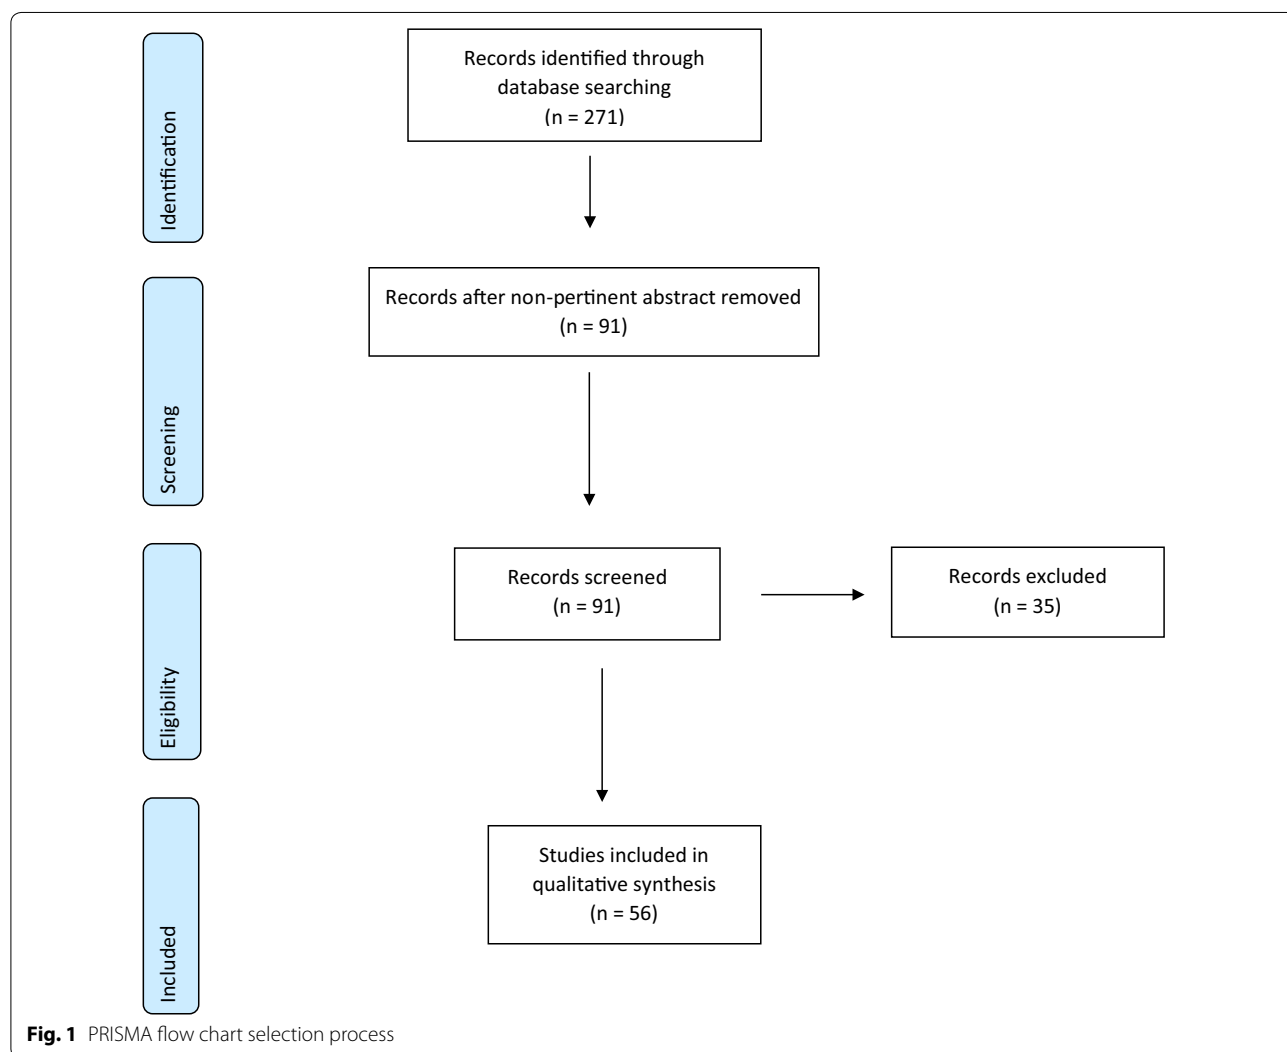 Identification
Records identified through
database searching
(n = 271)
Screening
Records after non-pertinent abstract removed
(n = 91)
Eligibility
Records screened
(n = 91)
Records excluded
(n = 35)
Included
Studies included in
qualitative synthesis
(n = 56)
Fig. 1 PRISMA flow chart selection process